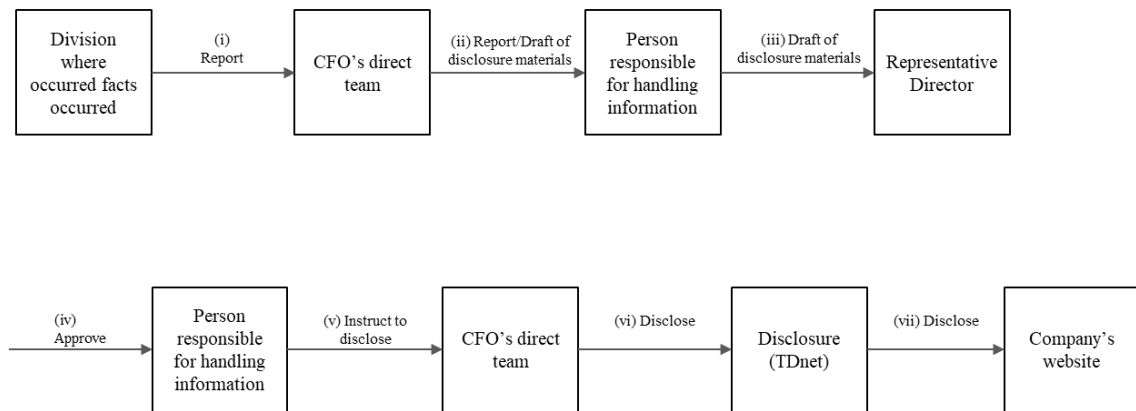 Division
where
occurred facts
occurred
(i)
Report
CFO’s direct
team
(ii) Report/Draft of
disclosure materials
Person
responsible
for handling
information
(iii) Draft of
disclosure materials
Representative
Director
(iv)
Approve
Person
responsible
for handling
information
(v) Instruct to
disclose
CFO’s direct
team
(vi) Disclose
Disclosure
(TDnet)
(vii) Disclose
Company’s
website